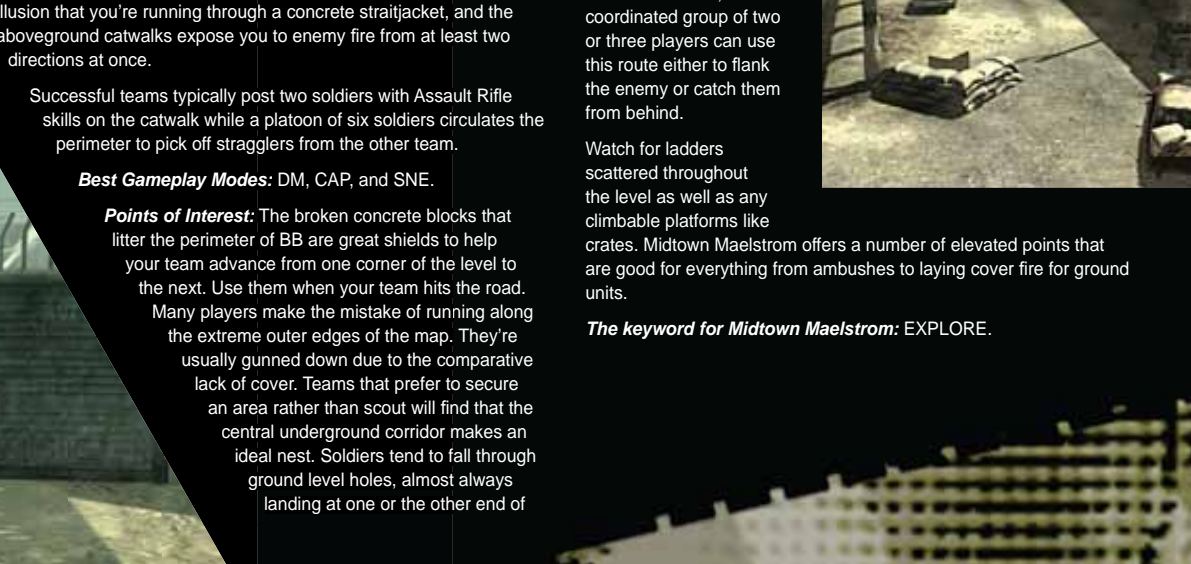 llusion that you're running through a concrete straitjacket, and the
aboveground catwalks expose you to enemy fire from at least two
directions at once.
Successful teams typically post two soldiers with Assault Rifle
skills on the catwalk while a platoon of six soldiers circulates the
perimeter to pick off stragglers from the other team.
Best Gameplay Modes: DM, CAP, and SNE.
Points of Interest: The broken concrete blocks that
litter the perimeter of BB are great shields to help
your team advance from one corner of the level to
the next. Use them when your team hits the road.
Many players make the mistake of running along
the extreme outer edges of the map. They're
usually gunned down due to the comparative
lack of cover. Teams that prefer to secure
an area rather than scout will find that the
central underground corridor makes an
ideal nest. Soldiers tend to fall through
ground level holes, almost always
landing at one or the other end of
coordinated group of two
or three players can use
this route either to flank
the enemy or catch them
from behind.
Watch for ladders
scattered throughout
the level as well as any
climbable platforms like
crates. Midtown Maelstrom offers a number of elevated points that
are good for everything from ambushes to laying cover fire for ground
units.
The keyword for Midtown Maelstrom: EXPLORE.